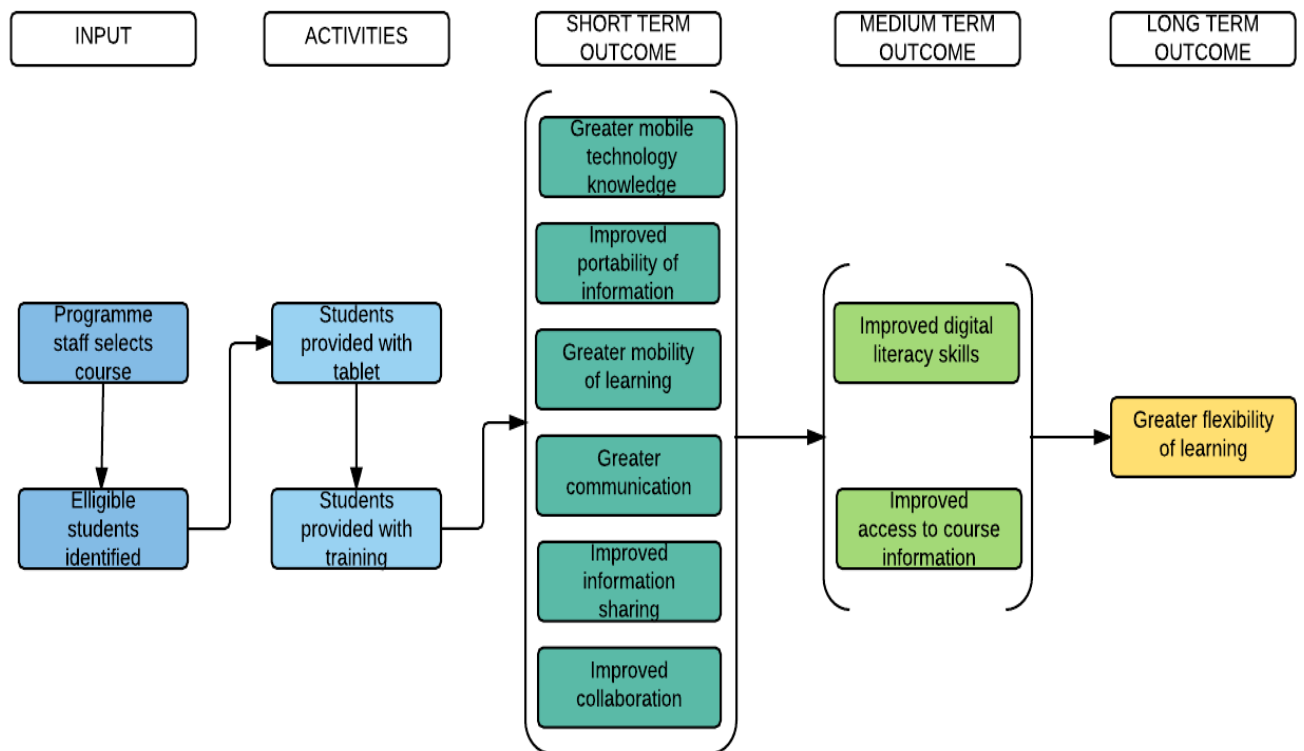 INPUT
ACTIVITIES
SHORT TERM
OUTCOME
MEDIUM TERM
OUTCOME
LONG TERM
OUTCOME
Programme
staff selects
course
Elligible
students
identified
Students
provided with
tablet
Students
provided with
training
Greater mobile
technology
knowledge
Improved
portability of
information
Greater mobility
of learning
Greater
communication
Improved
information
sharing
Improved
collaboration
Improved digital
literacy skills
Improved
access to course
information
Greater flexibility
of learning